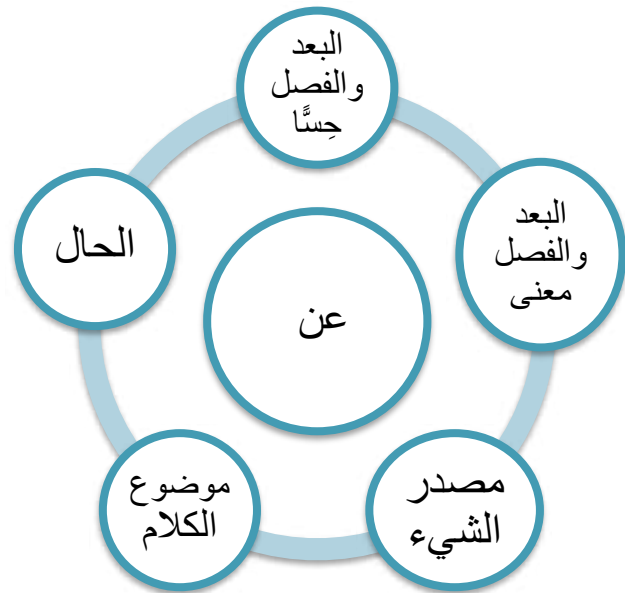 البعد
والفصل
حِسًّا
البعد
والفصل
معنى
مصدر
الشيء
موضوع
الكلام
الحال
عن